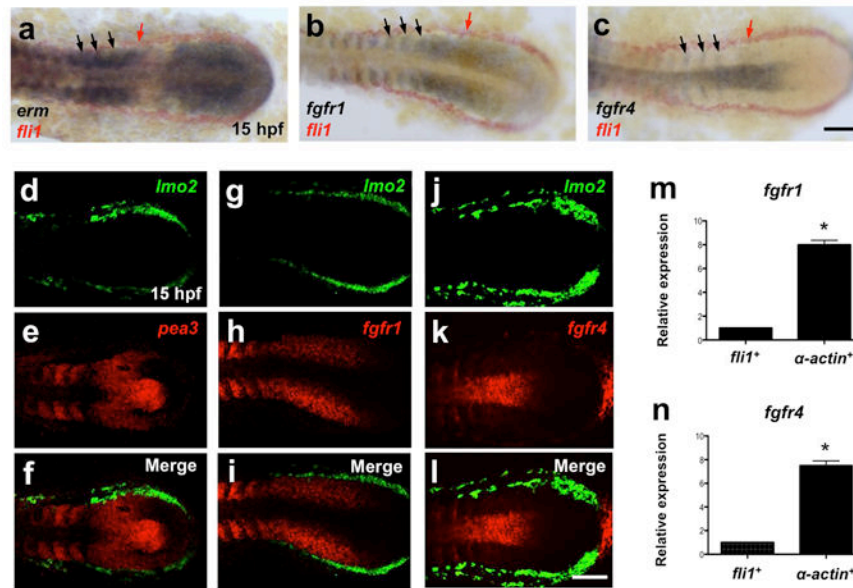 a
erm
fli1
15 hpf
b
fgfr1
fli1
c
fgfr4
fli1
d
lmo2
15 hpf
e
pea3
f
Merge
g
lmo2
h
fgfr1
i
Merge
j
lmo2
k
fgfr4
l
Merge
m
fgfr1
Relative expression
10
8
6
4
2
0
*
fli1⁺
α-actin⁺
n
fgfr4
Relative expression
10
8
6
4
2
0
*
fli1⁺
α-actin⁺